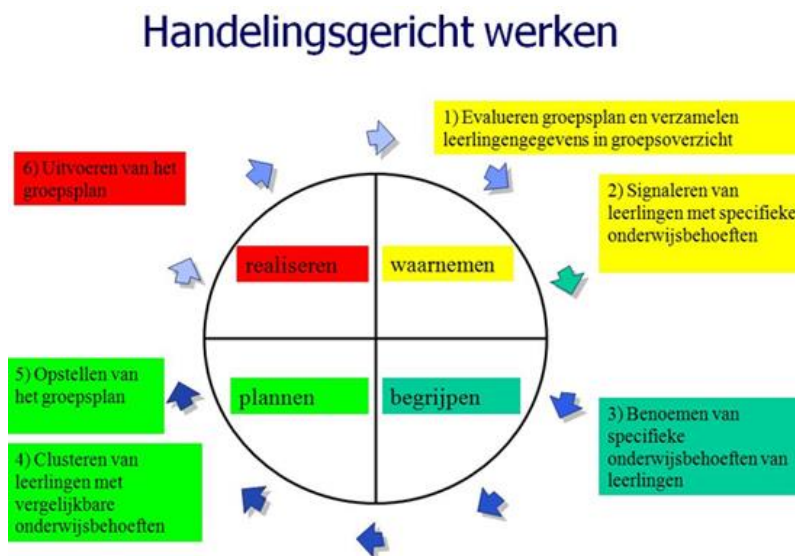 Handelingsgericht werken
1) Evalueren groepsplan en verzamelen
leerlingengegevens in groepsoverzicht
2) Signaleren van
leerlingen met specifieke
onderwijsbehoeften
3) Benoemen van
specifieke
onderwijsbehoeften van
leerlingen
4) Clusteren van
leerlingen met
vergelijkbare
onderwijsbehoeften
5) Opstellen van
het groepsplan
6) Uitvoeren van het
groepsplan
realiseren
waarnemen
plannen
begrijpen